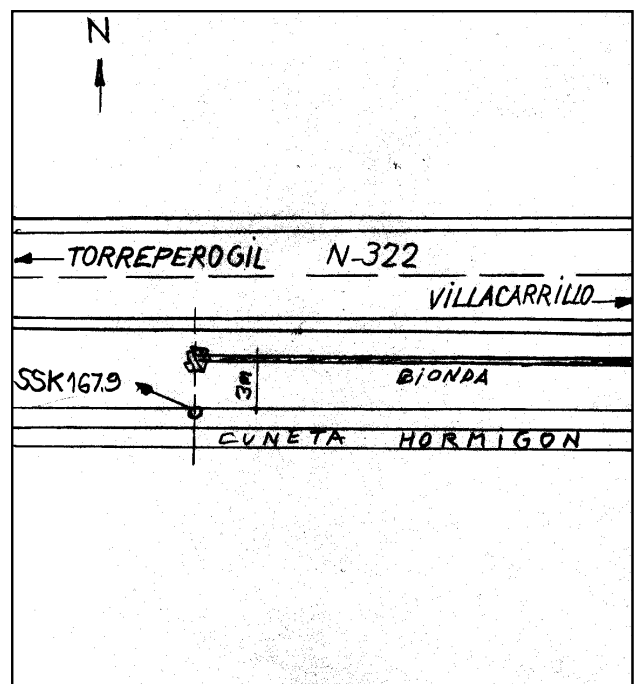 N
TORREPEROGIL N-322
VILLACARRILLO
SSK167.9
3m
BIONDA
CUNETA HORMIGON